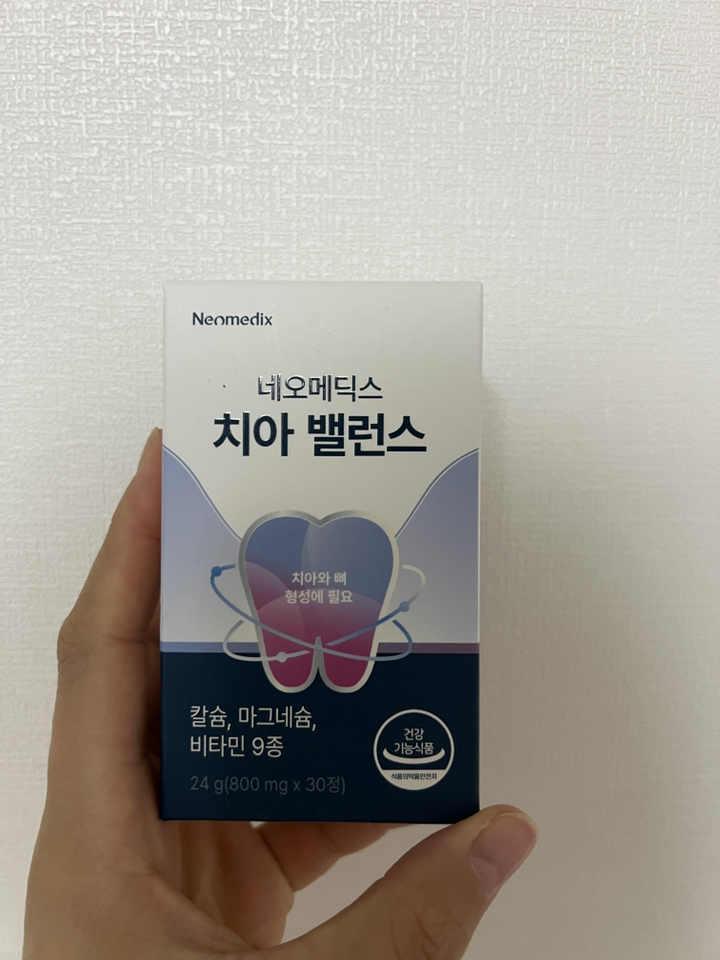 Neomedix
네오메딕스
치아 밸런스
치아와 뼈
형성에 필요
칼슘, 마그네슘,
비타민 9종
24 g(800 mg x 30정)
건강
기능식품
식품의약품안전처